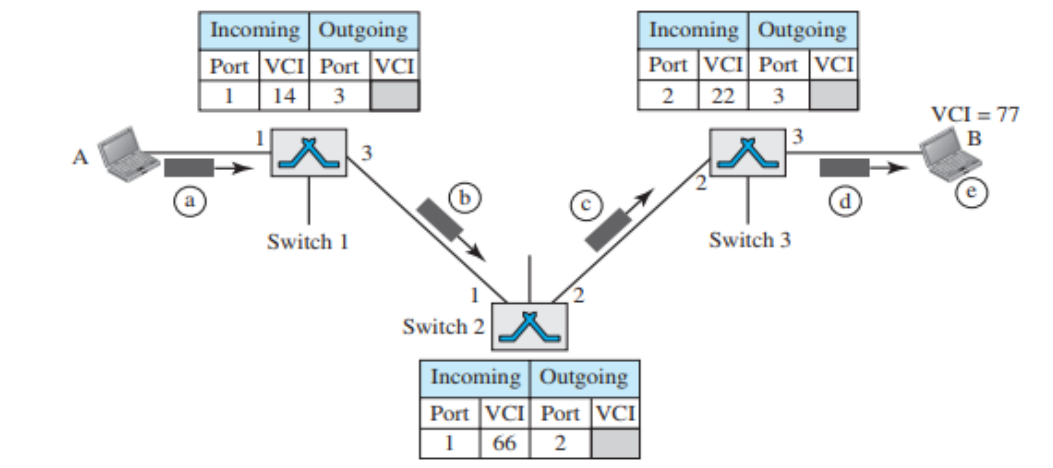 Incoming Outgoing
Port VCI Port VCI
1 14 3
Incoming Outgoing
Port VCI Port VCI
2 22 3
VCI = 77
A
1
3
a
Switch 1
b
c
2
3
Switch 3
d
B
e
1
2
Switch 2
Incoming Outgoing
Port VCI Port VCI
1 66 2